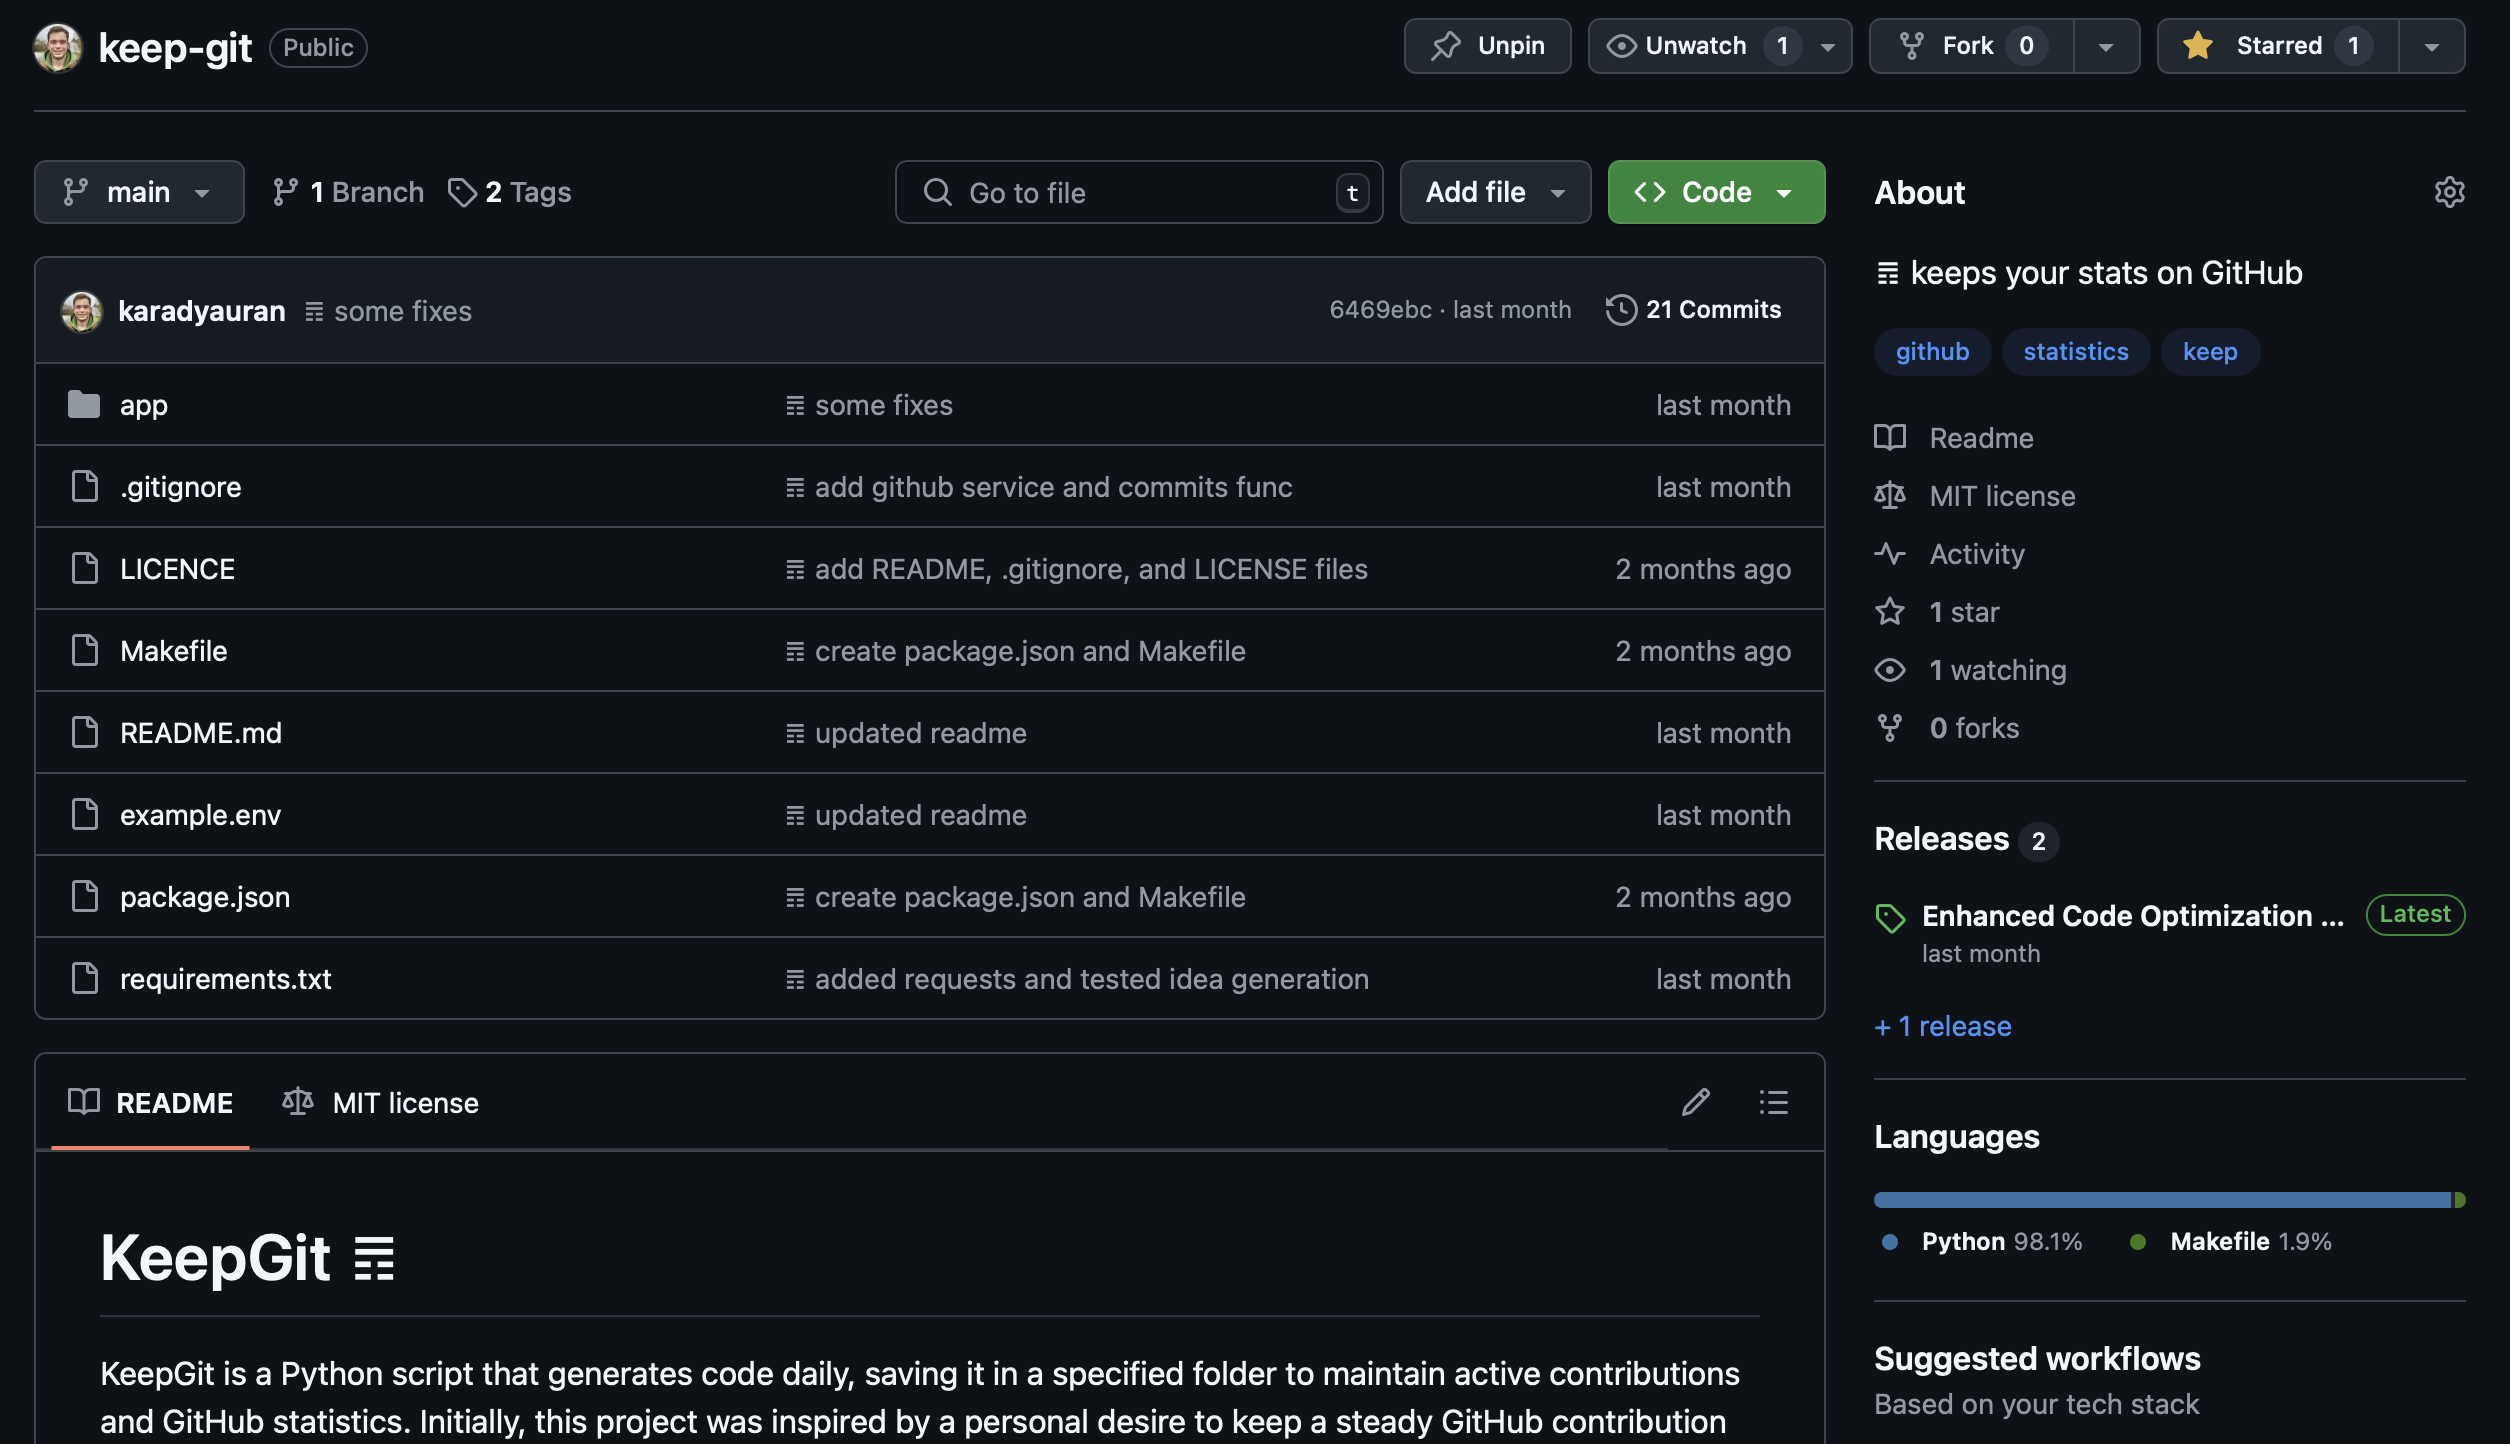 keep-git Public
Unpin Unwatch 1 Fork 0 Starred 1
main 1 Branch 2 Tags Go to file t Add file Code
karadyauran 𝌞 some fixes 6469ebc · last month 21 Commits
app 𝌞 some fixes last month
.gitignore 𝌞 add github service and commits func last month
LICENCE 𝌞 add README, .gitignore, and LICENSE files 2 months ago
Makefile 𝌞 create package.json and Makefile 2 months ago
README.md 𝌞 updated readme last month
example.env 𝌞 updated readme last month
package.json 𝌞 create package.json and Makefile 2 months ago
requirements.txt 𝌞 added requests and tested idea generation last month
README MIT license
KeepGit 𝌞
KeepGit is a Python script that generates code daily, saving it in a specified folder to maintain active contributions
and GitHub statistics. Initially, this project was inspired by a personal desire to keep a steady GitHub contribution
About
𝌞 keeps your stats on GitHub
github statistics keep
Readme
MIT license
Activity
1 star
1 watching
0 forks
Releases 2
Enhanced Code Optimization ... Latest
last month
+ 1 release
Languages
Python 98.1% Makefile 1.9%
Suggested workflows
Based on your tech stack